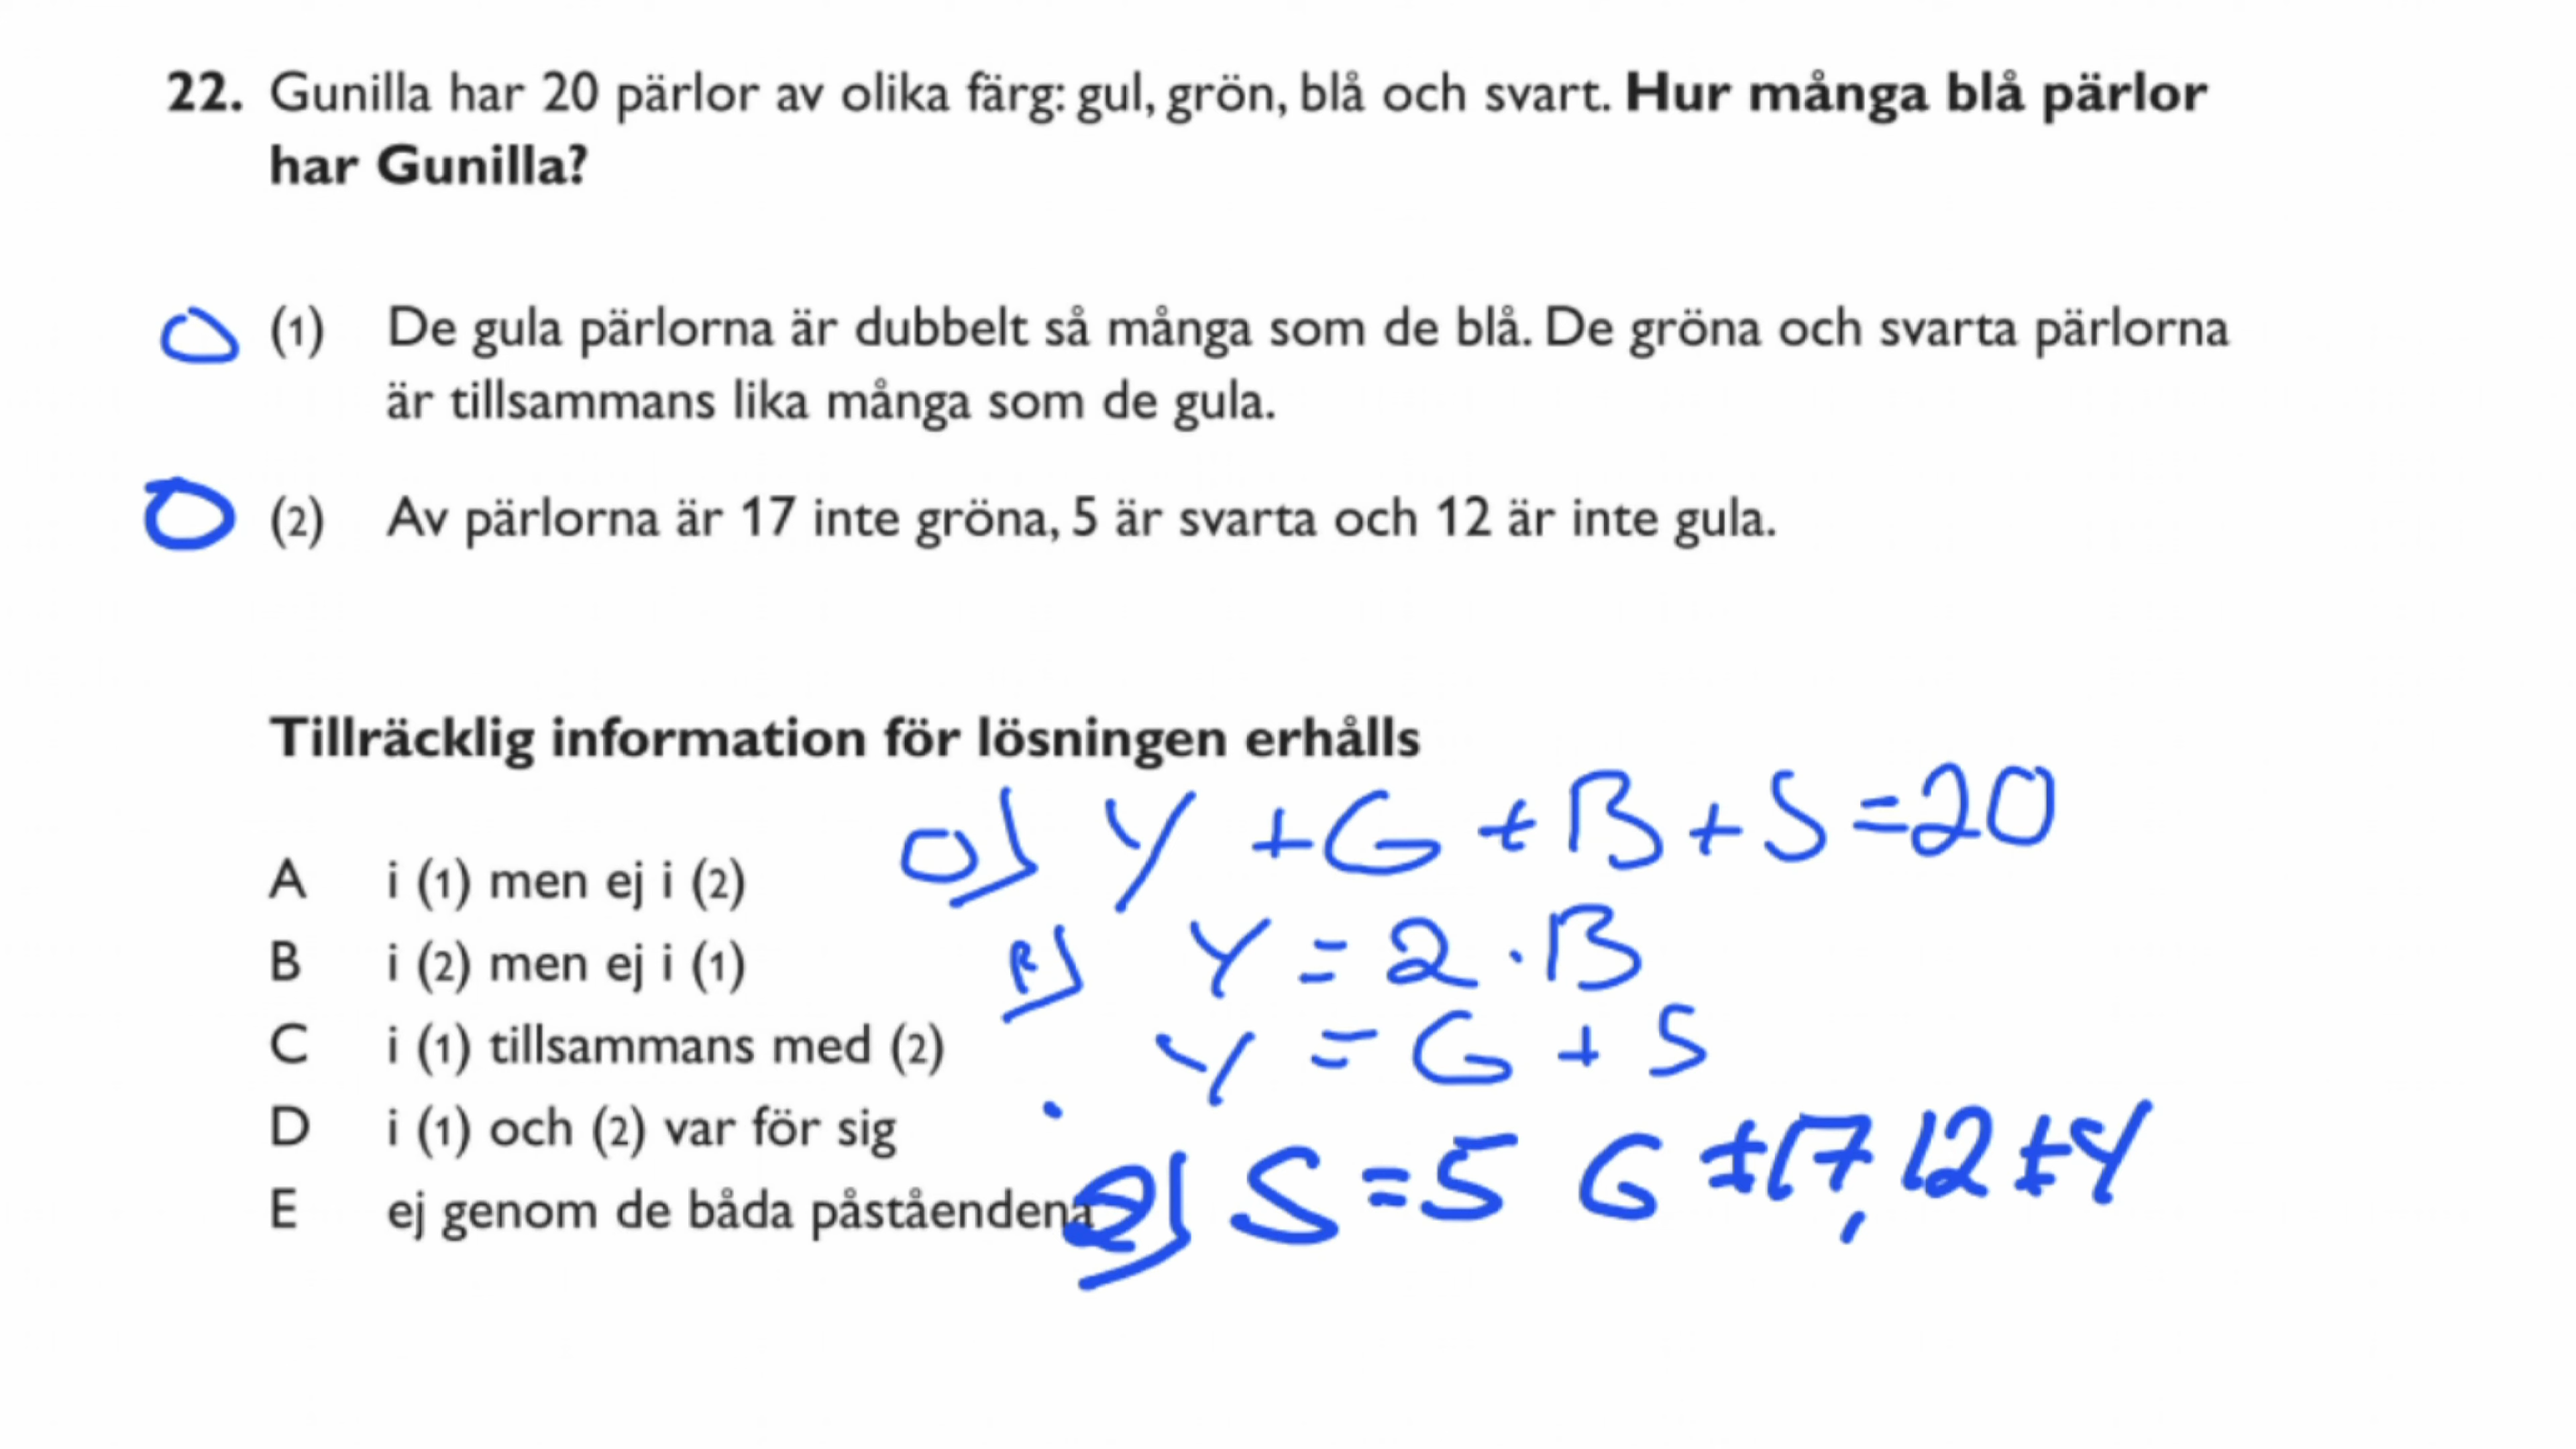 22. Gunilla har 20 pärlor av olika färg: gul, grön, blå och svart. Hur många blå pärlor
har Gunilla?
(1) De gula pärlorna är dubbelt så många som de blå. De gröna och svarta pärlorna
är tillsammans lika många som de gula.
(2) Av pärlorna är 17 inte gröna, 5 är svarta och 12 är inte gula.
Tillräcklig information för lösningen erhålls
A i (1) men ej i (2)
B i (2) men ej i (1)
C i (1) tillsammans med (2)
D i (1) och (2) var för sig
E ej genom de båda påståendena
0) Y + G + B + S = 20
Y = 2 · B
Y = G + S
2) S = 5 G ≠ 17, 12 ≠ Y